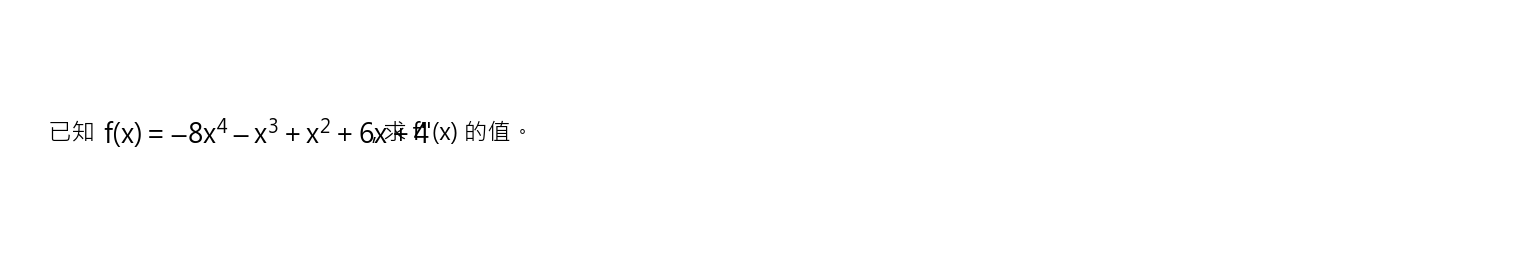 已知 f(x) = −8x⁴ − x³ + x² + 6x + 4, 求 f''(x) 的值。